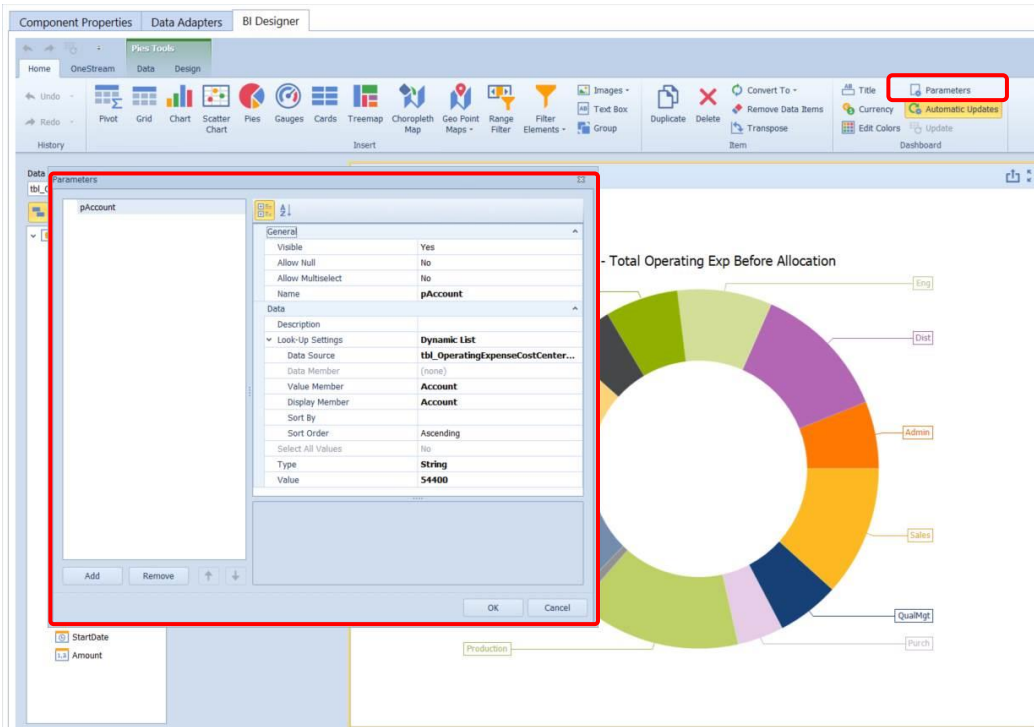 Component Properties Data Adapters BI Designer
Pies Tools
Home OneStream Data Design
Undo
Redo
Pivot Grid Chart Scatter Chart Pies Gauges Cards Treemap Choropleth Map Geo Point Maps Range Filter Filter Elements
Images
Text Box
Group
Duplicate Delete
Convert To
Remove Data Items
Transpose
Title
Currency
Edit Colors
Parameters
Automatic Updates
Update
History Insert Item Dashboard
Data
Parameters
pAccount
General
Visible Yes
Allow Null No
Allow Multiselect No
Name pAccount
Data
Description
Look-Up Settings Dynamic List
Data Source tbl_OperatingExpenseCostCenter...
Data Member (none)
Value Member Account
Display Member Account
Sort By
Sort Order Ascending
Select All Values No
Type String
Value 54400
Add Remove
OK Cancel
StartDate
1.2 Amount
- Total Operating Exp Before Allocation
Eng
Dist
Admin
Sales
QualMgt
Purch
Production